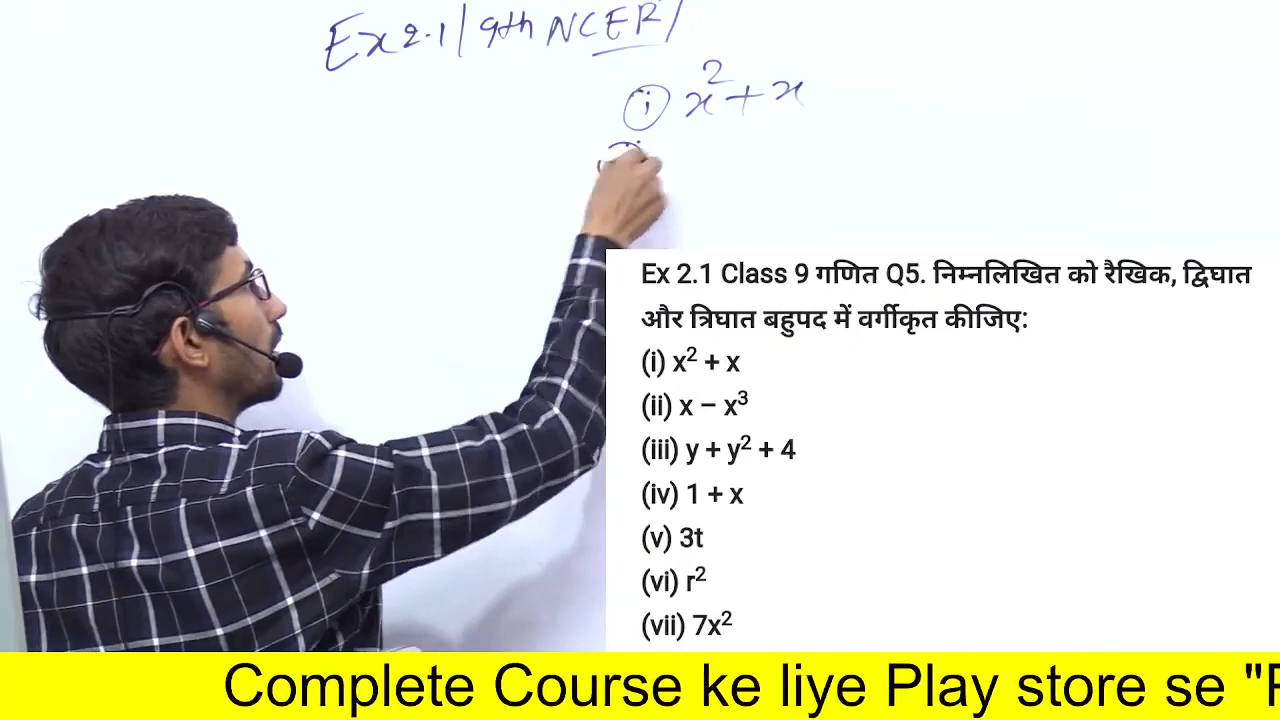 Ex 2.1 / 9th NCER/
(i) x² + x
Ex 2.1 Class 9 गणित Q5. निम्नलिखित को रैखिक, द्विघात
और त्रिघात बहुपद में वर्गीकृत कीजिए:
(i) x² + x
(ii) x – x³
(iii) y + y² + 4
(iv) 1 + x
(v) 3t
(vi) r²
(vii) 7x²
Complete Course ke liye Play store se "